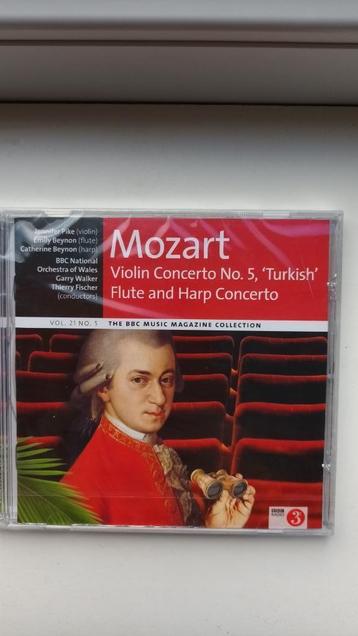 Jennifer Pike (violin)
Emily Beynon (flute)
Catherine Beynon (harp)
BBC National
Orchestra of Wales
Garry Walker
Thierry Fischer
(conductors)
Mozart
Violin Concerto No. 5, ‘Turkish’
Flute and Harp Concerto
VOL. 21 NO. 5 THE BBC MUSIC MAGAZINE COLLECTION
BBC RADIO 3